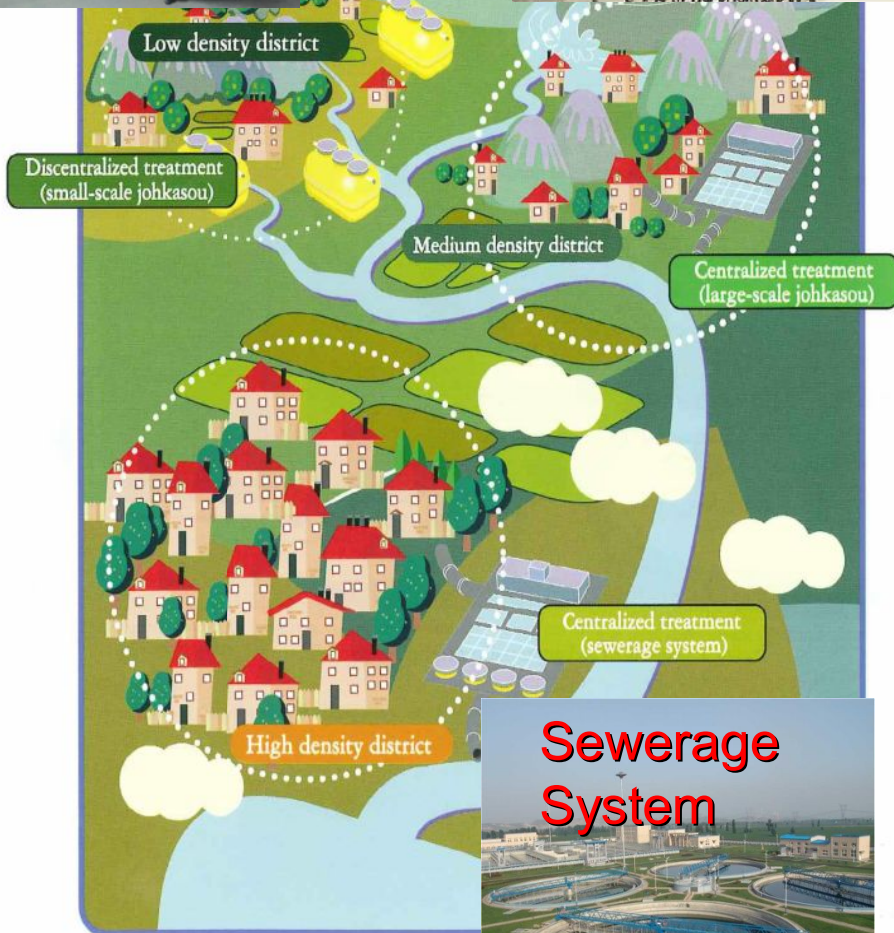 Low density district
Discentralized treatment
(small-scale johkasou)
Medium density district
Centralized treatment
(large-scale johkasou)
Centralized treatment
(sewerage system)
High density district
Sewerage
System